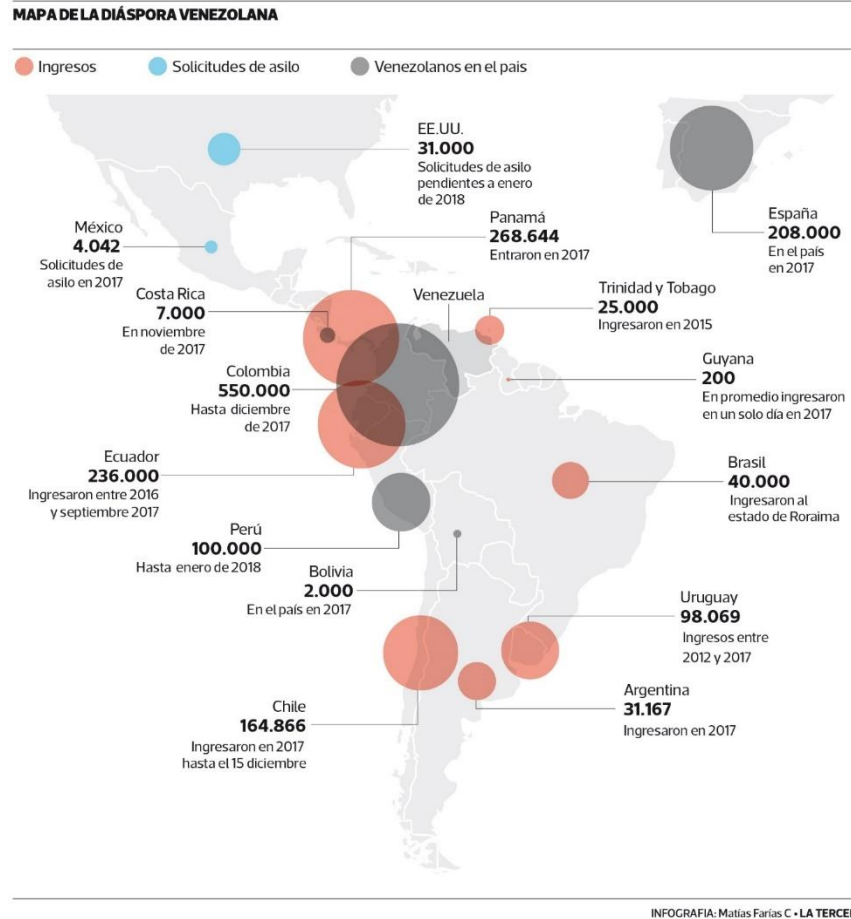 MAPA DE LA DIÁSPORA VENEZOLANA
Ingresos
Solicitudes de asilo
Venezolanos en el pais
EE.UU.
31.000
Solicitudes de asilo
pendientes a enero
de 2018
España
208.000
En el país
en 2017
México
4.042
Solicitudes de
asilo en 2017
Panamá
268.644
Entraron en 2017
Costa Rica
7.000
En noviembre
de 2017
Venezuela
Trinidad y Tobago
25.000
Ingresaron en 2015
Colombia
550.000
Hasta diciembre
de 2017
Guyana
200
En promedio ingresaron
en un solo día en 2017
Ecuador
236.000
Ingresaron entre 2016
y septiembre 2017
Brasil
40.000
Ingresaron al
estado de Roraima
Perú
100.000
Hasta enero de 2018
Bolivia
2.000
En el país en 2017
Uruguay
98.069
Ingresos entre
2012 y 2017
Chile
164.866
Ingresaron en 2017
hasta el 15 diciembre
Argentina
31.167
Ingresaron en 2017
INFOGRAFIA: Matías Farías C • LA TERCE